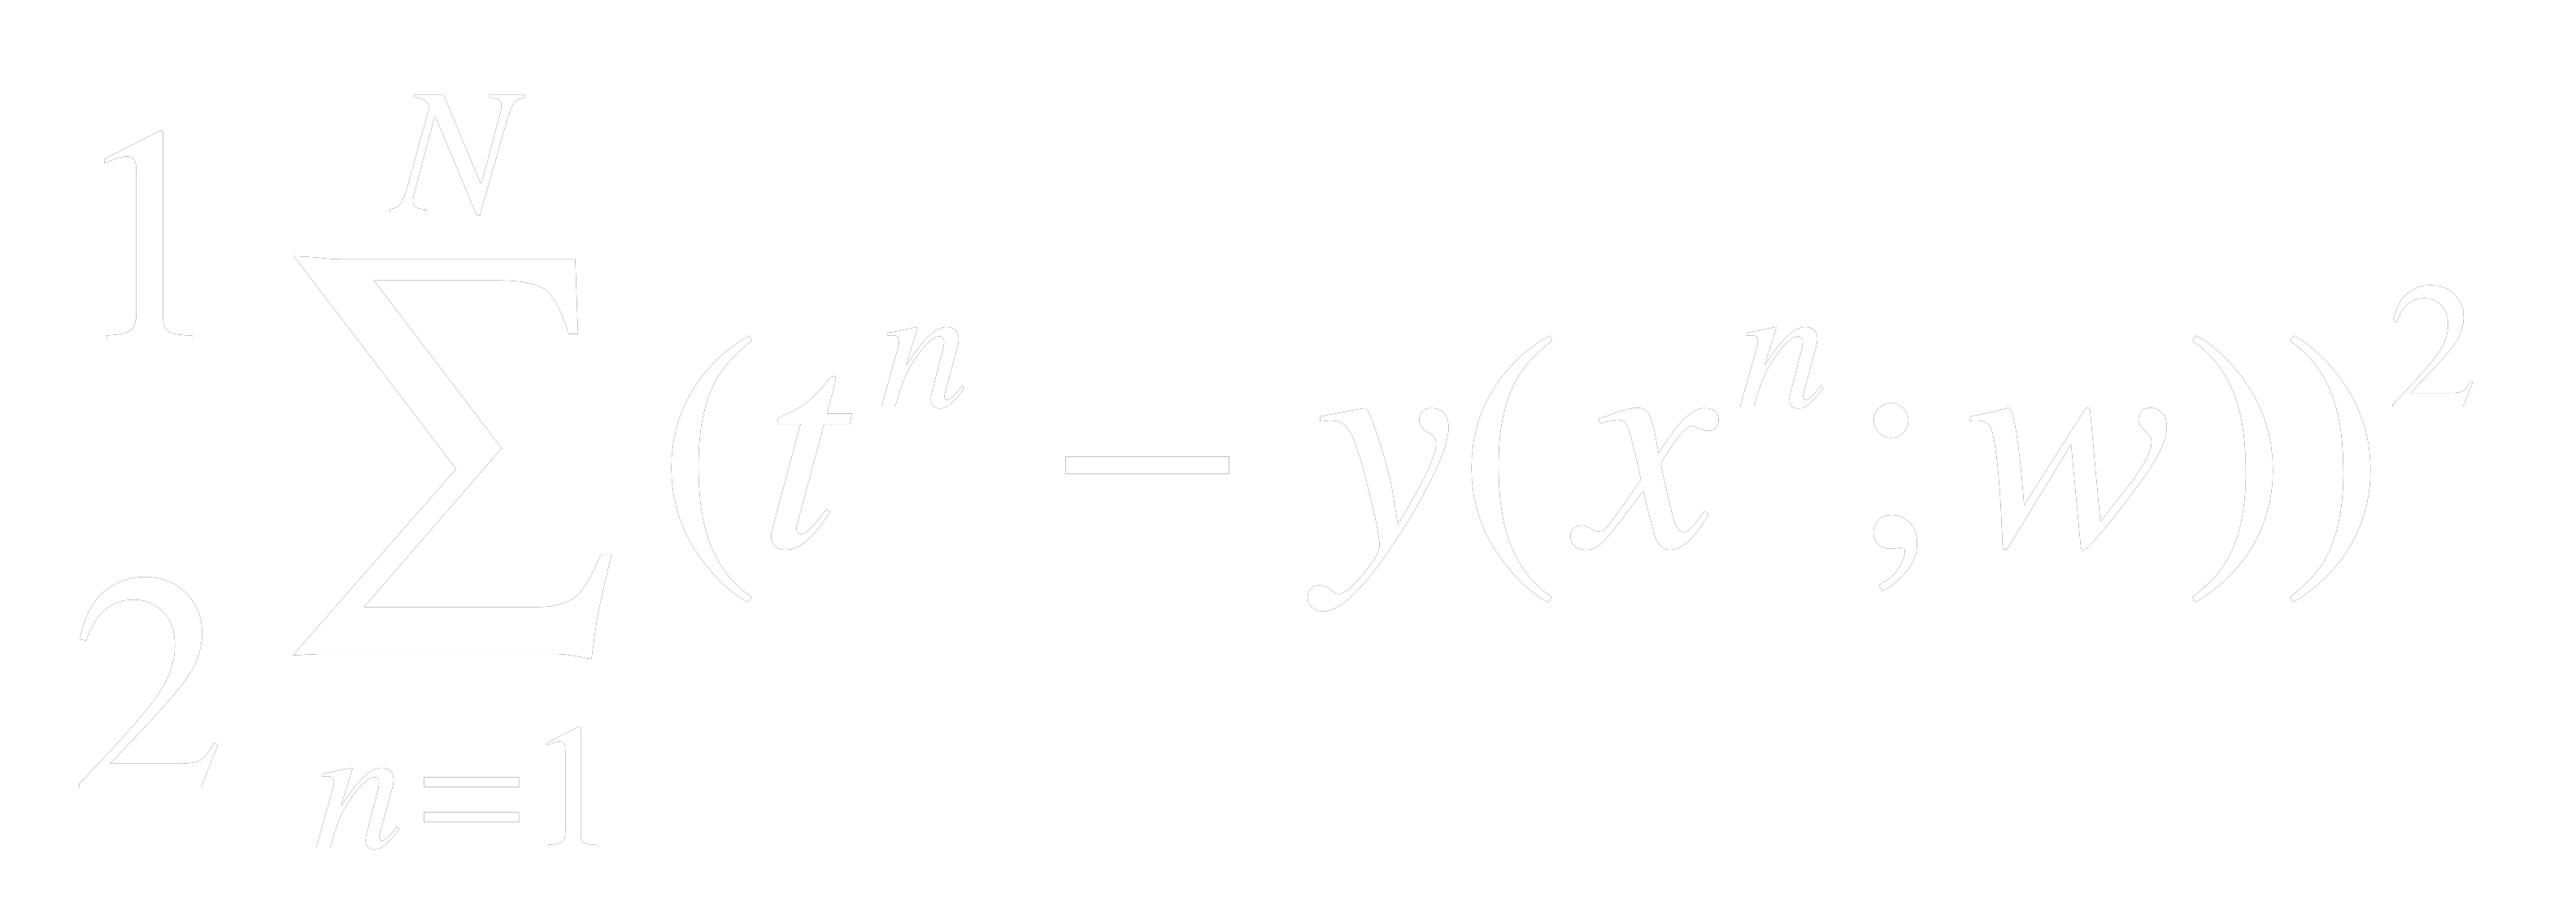 1/2 ∑_{n=1}^{N} (t^n − y(x^n; w))^2